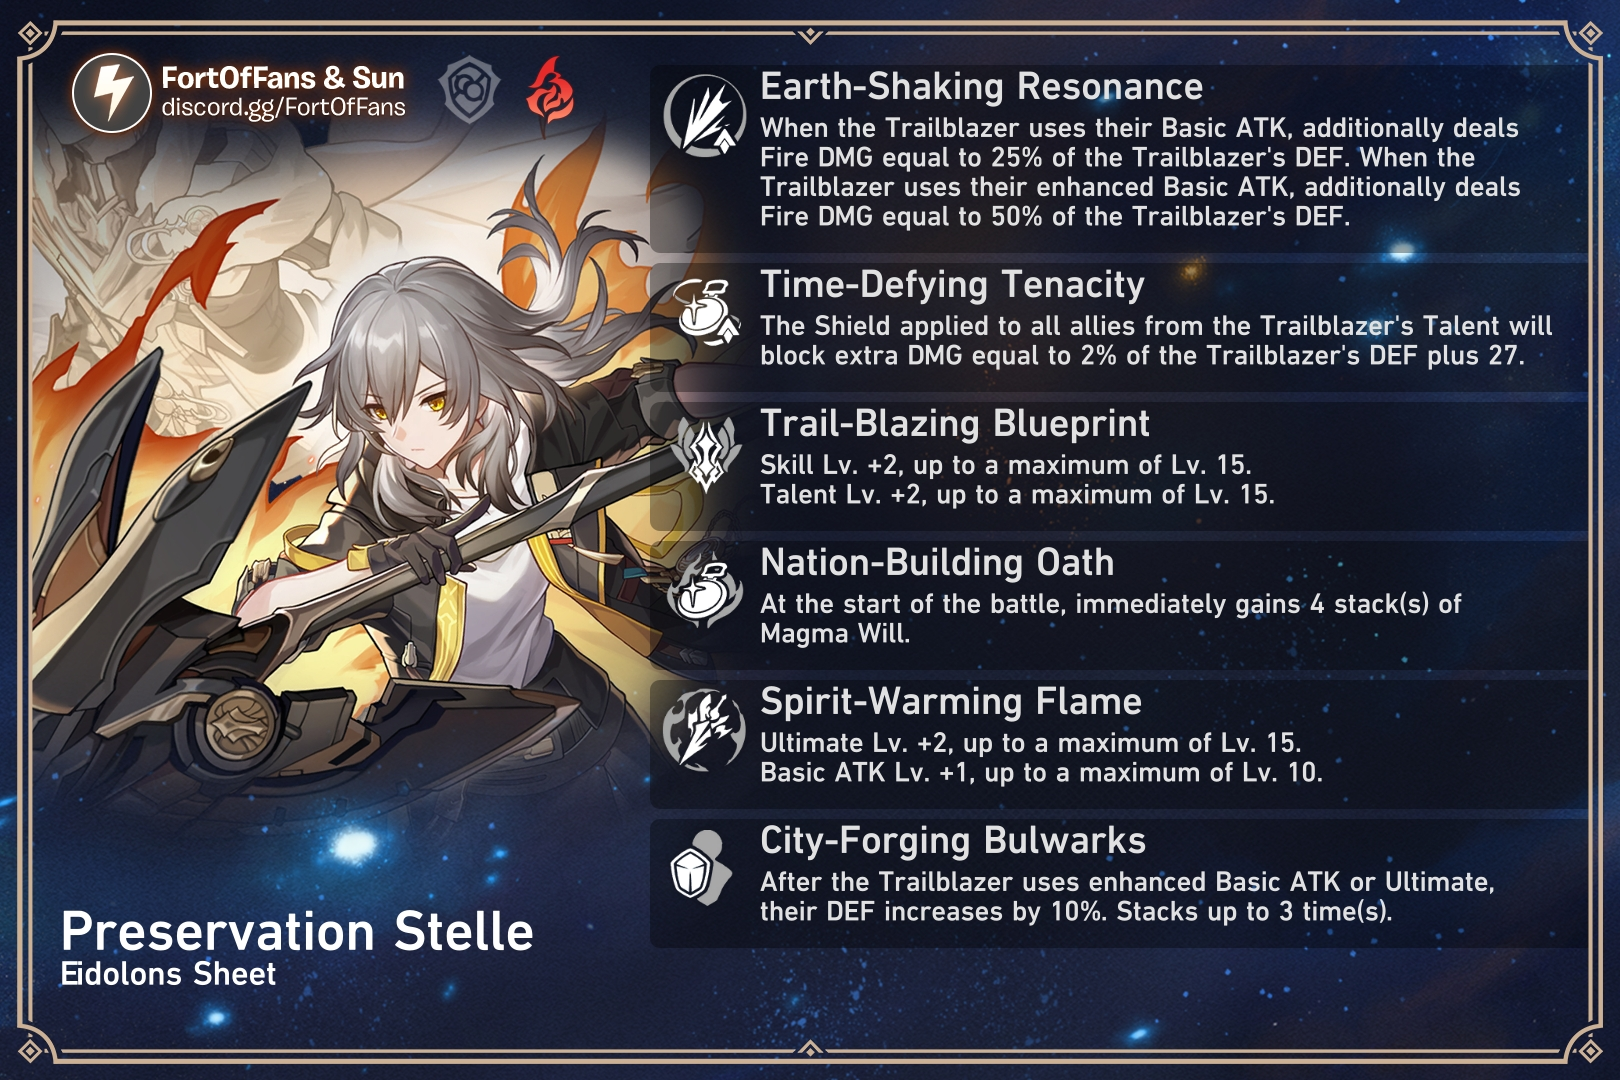 FortOfFans & Sun
discord.gg/FortOfFans
Earth-Shaking Resonance
When the Trailblazer uses their Basic ATK, additionally deals
Fire DMG equal to 25% of the Trailblazer's DEF. When the
Trailblazer uses their enhanced Basic ATK, additionally deals
Fire DMG equal to 50% of the Trailblazer's DEF.
Time-Defying Tenacity
The Shield applied to all allies from the Trailblazer's Talent will
block extra DMG equal to 2% of the Trailblazer's DEF plus 27.
Trail-Blazing Blueprint
Skill Lv. +2, up to a maximum of Lv. 15.
Talent Lv. +2, up to a maximum of Lv. 15.
Nation-Building Oath
At the start of the battle, immediately gains 4 stack(s) of
Magma Will.
Spirit-Warming Flame
Ultimate Lv. +2, up to a maximum of Lv. 15.
Basic ATK Lv. +1, up to a maximum of Lv. 10.
City-Forging Bulwarks
After the Trailblazer uses enhanced Basic ATK or Ultimate,
their DEF increases by 10%. Stacks up to 3 time(s).
Preservation Stelle
Eidolons Sheet